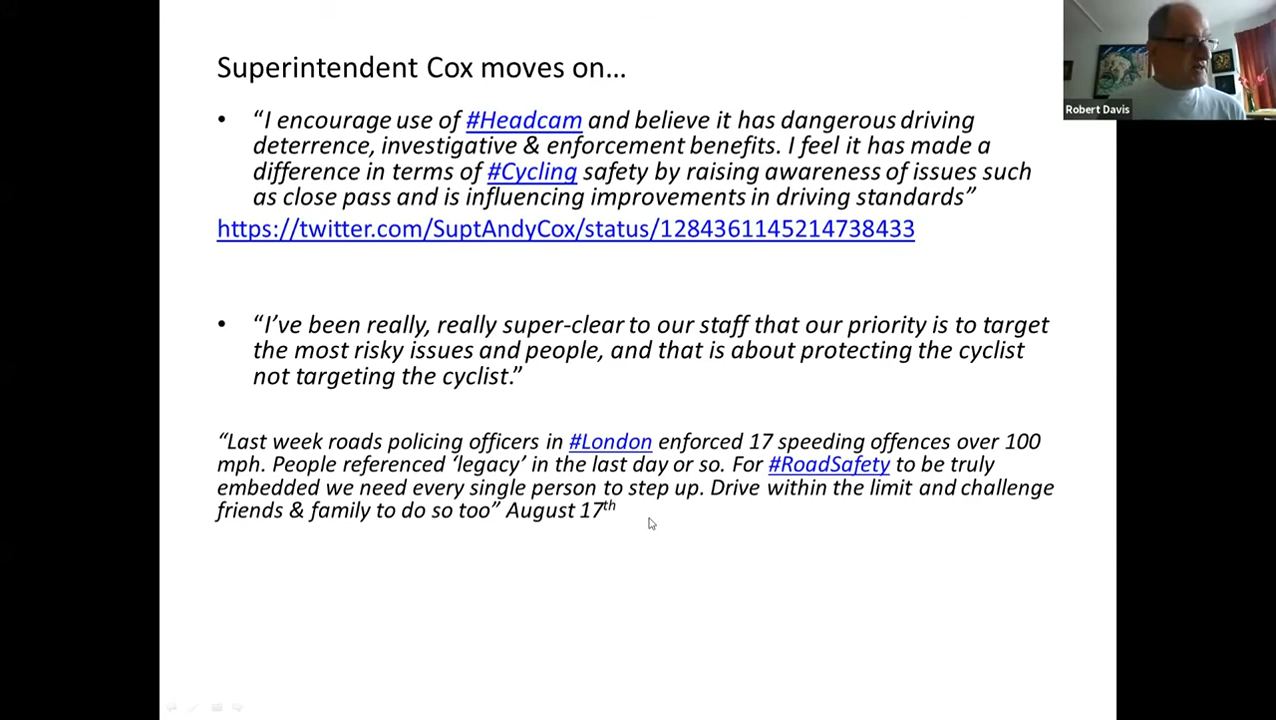 Superintendent Cox moves on…
• “I encourage use of #Headcam and believe it has dangerous driving
deterrence, investigative & enforcement benefits. I feel it has made a
difference in terms of #Cycling safety by raising awareness of issues such
as close pass and is influencing improvements in driving standards”
https://twitter.com/SuptAndyCox/status/1284361145214738433
• “I’ve been really, really super-clear to our staff that our priority is to target
the most risky issues and people, and that is about protecting the cyclist
not targeting the cyclist.”
“Last week roads policing officers in #London enforced 17 speeding offences over 100
mph. People referenced ‘legacy’ in the last day or so. For #RoadSafety to be truly
embedded we need every single person to step up. Drive within the limit and challenge
friends & family to do so too” August 17th
Robert Davis